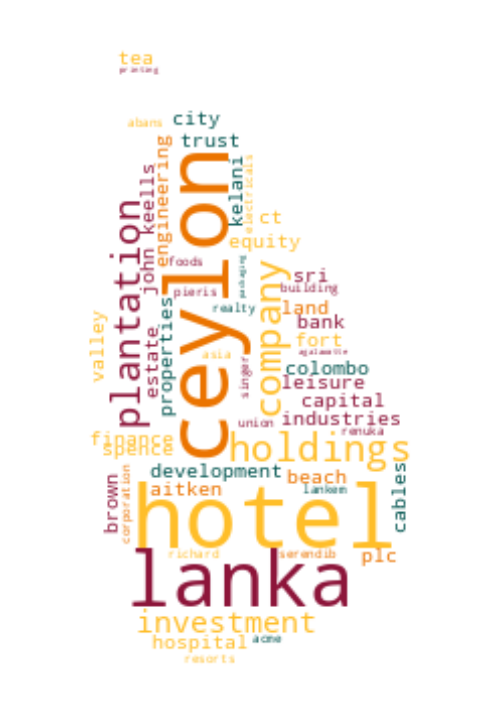 tea
printing
abans
city
trust
engineering
ceylon
kelani
electricals
john keells
plantation
ct
equity
foods
packaging
company
sri
building
pieris
realty
land
bank
properties
estate
valley
fort
asia
agalawatte
singer
colombo
leisure
capital
industries
union
renuka
finance
spence
holdings
development
beach
cables
brown
corporation
aitken
lankem
hotel
richard
serendib
plc
lanka
investment
hospital
acme
resorts